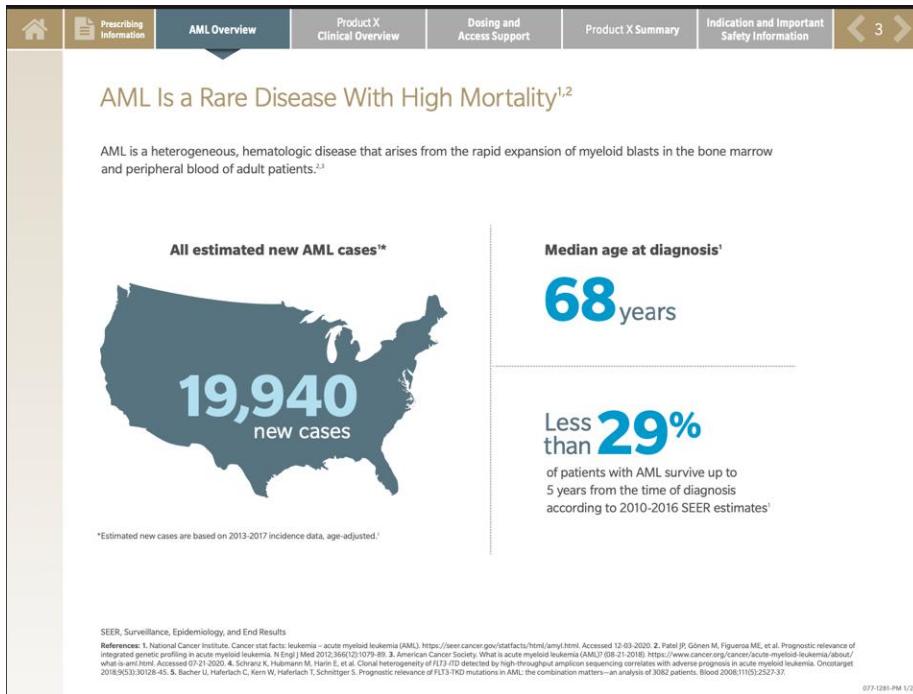 Prescribing
Information
AML Overview
Product X
Clinical Overview
Dosing and
Access Support
Product X Summary
Indication and Important
Safety Information
3
AML Is a Rare Disease With High Mortality1,2
AML is a heterogeneous, hematologic disease that arises from the rapid expansion of myeloid blasts in the bone marrow
and peripheral blood of adult patients.2,3
All estimated new AML cases1*
19,940
new cases
*Estimated new cases are based on 2013-2017 incidence data, age-adjusted.1
Median age at diagnosis1
68 years
Less
than 29%
of patients with AML survive up to
5 years from the time of diagnosis
according to 2010-2016 SEER estimates1
SEER, Surveillance, Epidemiology, and End Results
References: 1. National Cancer Institute. Cancer stat facts: leukemia – acute myeloid leukemia (AML). https://seer.cancer.gov/statfacts/html/amyl.html. Accessed 12-03-2020. 2. Patel JP, Gönen M, Figueroa ME, et al. Prognostic relevance of
integrated genetic profiling in acute myeloid leukemia. N Engl J Med 2012;366(12):1079-89. 3. American Cancer Society. What is acute myeloid leukemia (AML)? (08-21-2018). https://www.cancer.org/cancer/acute-myeloid-leukemia/about/
what-is-aml.html. Accessed 07-21-2020. 4. Schranz K, Hubmann M, Harin E, et al. Clonal heterogeneity of FLT3-ITD detected by high-throughput amplicon sequencing correlates with adverse prognosis in acute myeloid leukemia. Oncotarget
2018;9(53):30128-45. 5. Bacher U, Haferlach C, Kern W, Haferlach T, Schnittger S. Prognostic relevance of FLT3-TKD mutations in AML: the combination matters—an analysis of 3082 patients. Blood 2008;111(5):2527-37.
077-1281-PM 1/2